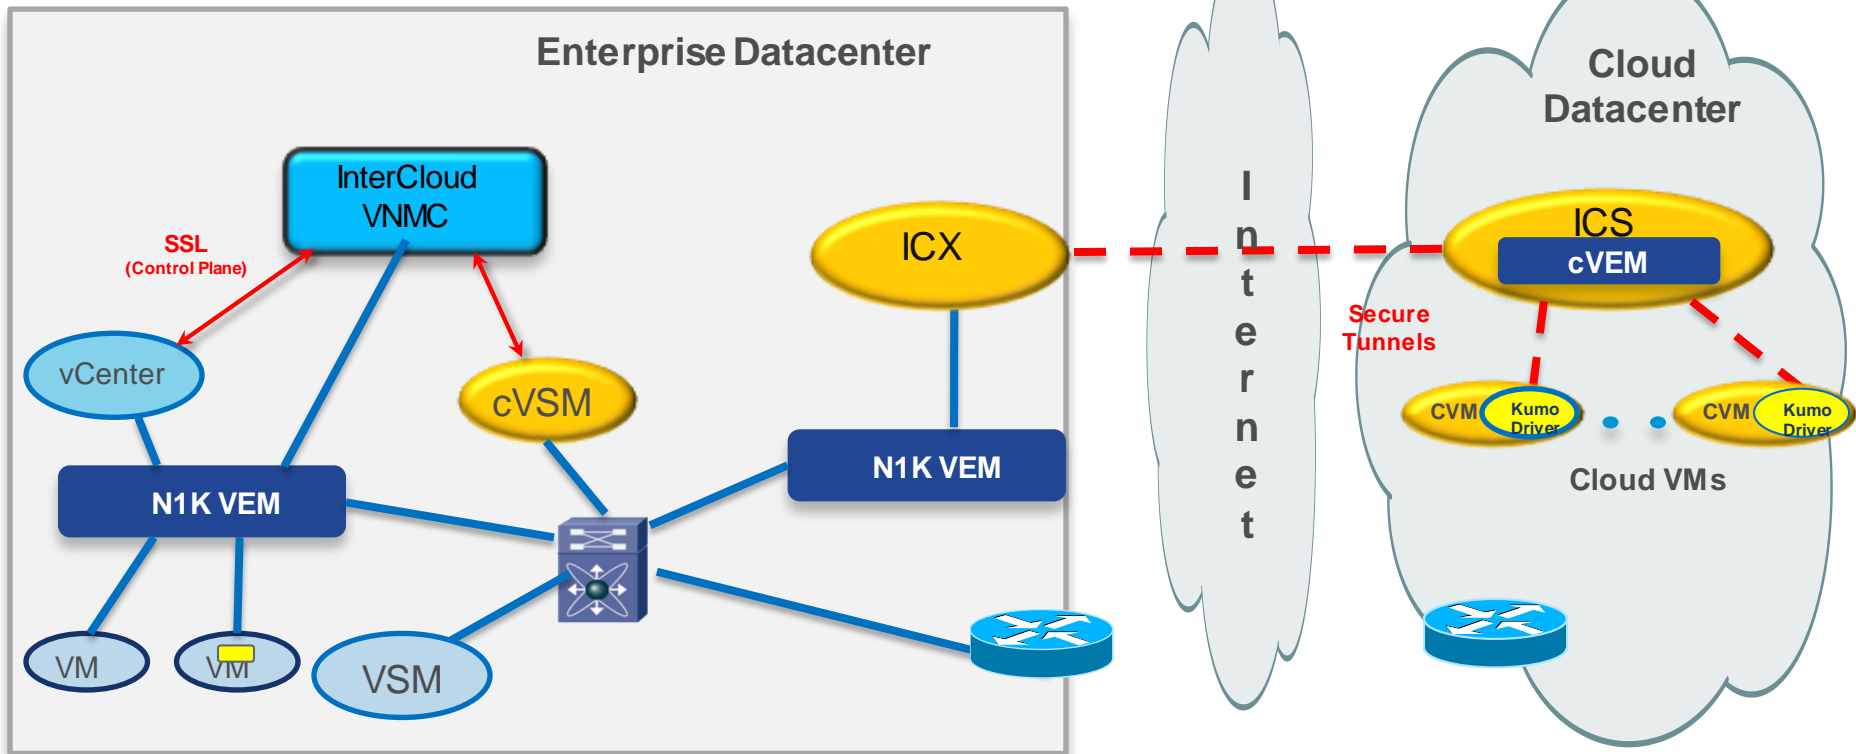 Enterprise Datacenter
Cloud
Datacenter
InterCloud
VNMC
SSL
(Control Plane)
ICX
Internet
ICS
cVEM
Secure
Tunnels
vCenter
cVSM
CVM
Kumo
Driver
CVM
Kumo
Driver
N1K VEM
Cloud VMs
N1K VEM
VM
VM
VSM